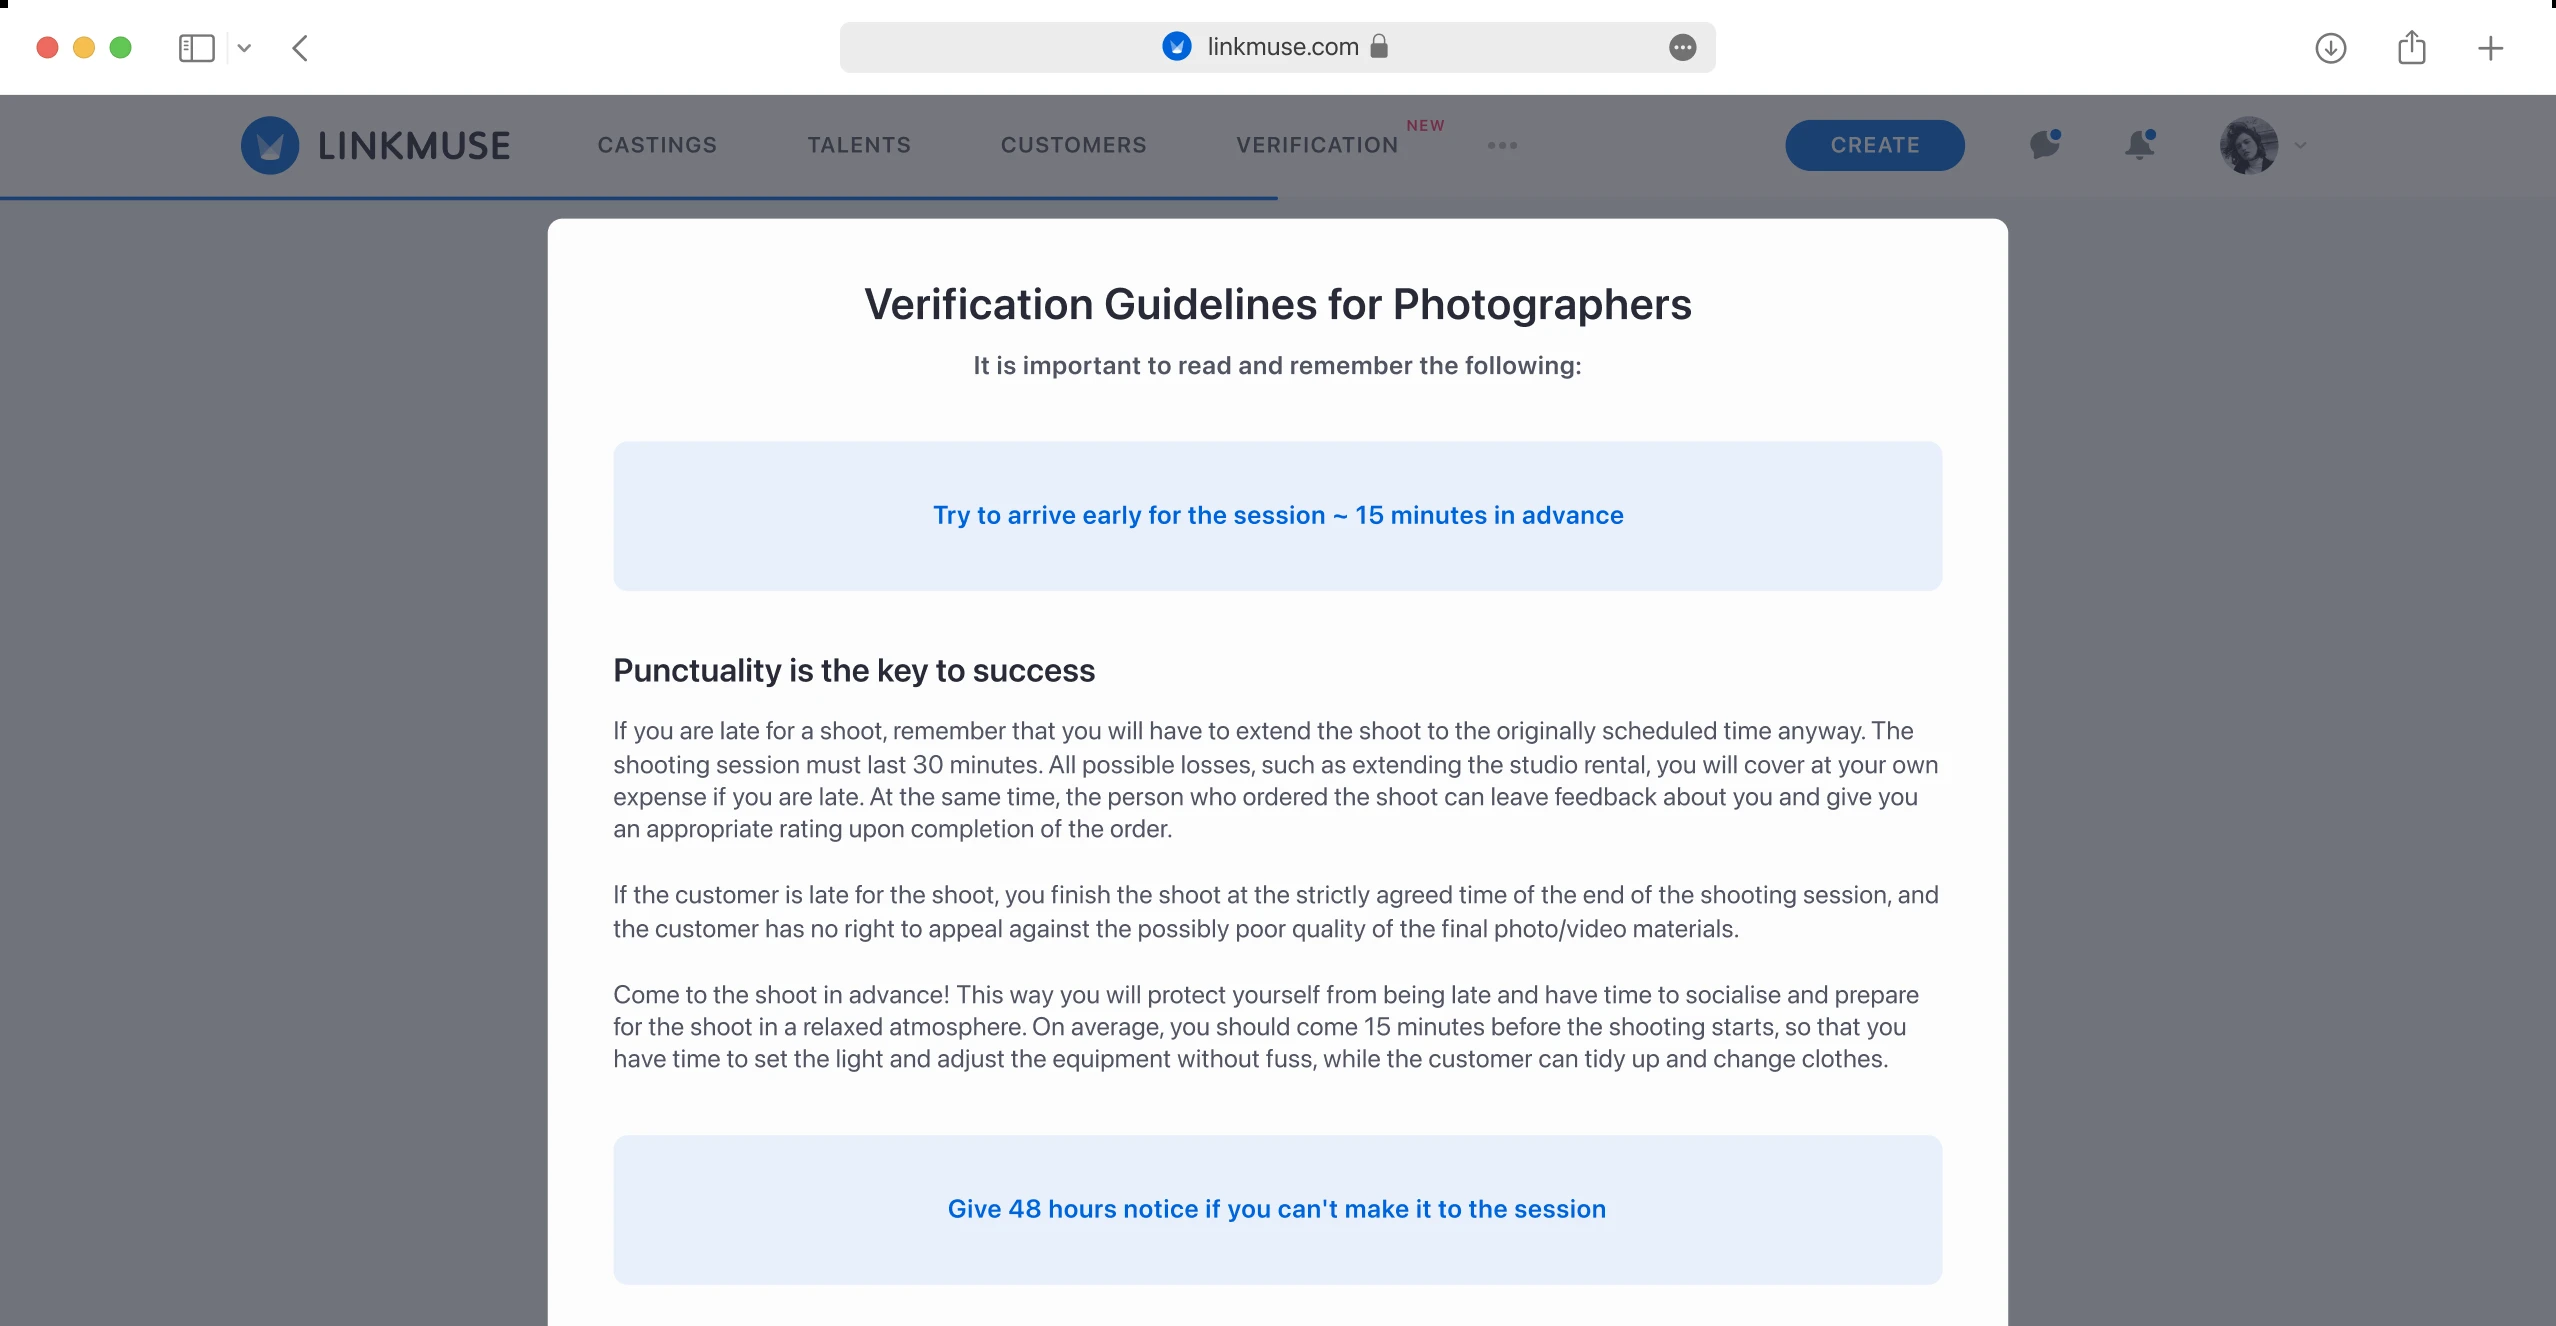 linkmuse.com
LINKMUSE
CASTINGS
TALENTS
CUSTOMERS
VERIFICATION
NEW
CREATE
Verification Guidelines for Photographers
It is important to read and remember the following:
Try to arrive early for the session ~ 15 minutes in advance
Punctuality is the key to success
If you are late for a shoot, remember that you will have to extend the shoot to the originally scheduled time anyway. The
shooting session must last 30 minutes. All possible losses, such as extending the studio rental, you will cover at your own
expense if you are late. At the same time, the person who ordered the shoot can leave feedback about you and give you
an appropriate rating upon completion of the order.
If the customer is late for the shoot, you finish the shoot at the strictly agreed time of the end of the shooting session, and
the customer has no right to appeal against the possibly poor quality of the final photo/video materials.
Come to the shoot in advance! This way you will protect yourself from being late and have time to socialise and prepare
for the shoot in a relaxed atmosphere. On average, you should come 15 minutes before the shooting starts, so that you
have time to set the light and adjust the equipment without fuss, while the customer can tidy up and change clothes.
Give 48 hours notice if you can't make it to the session